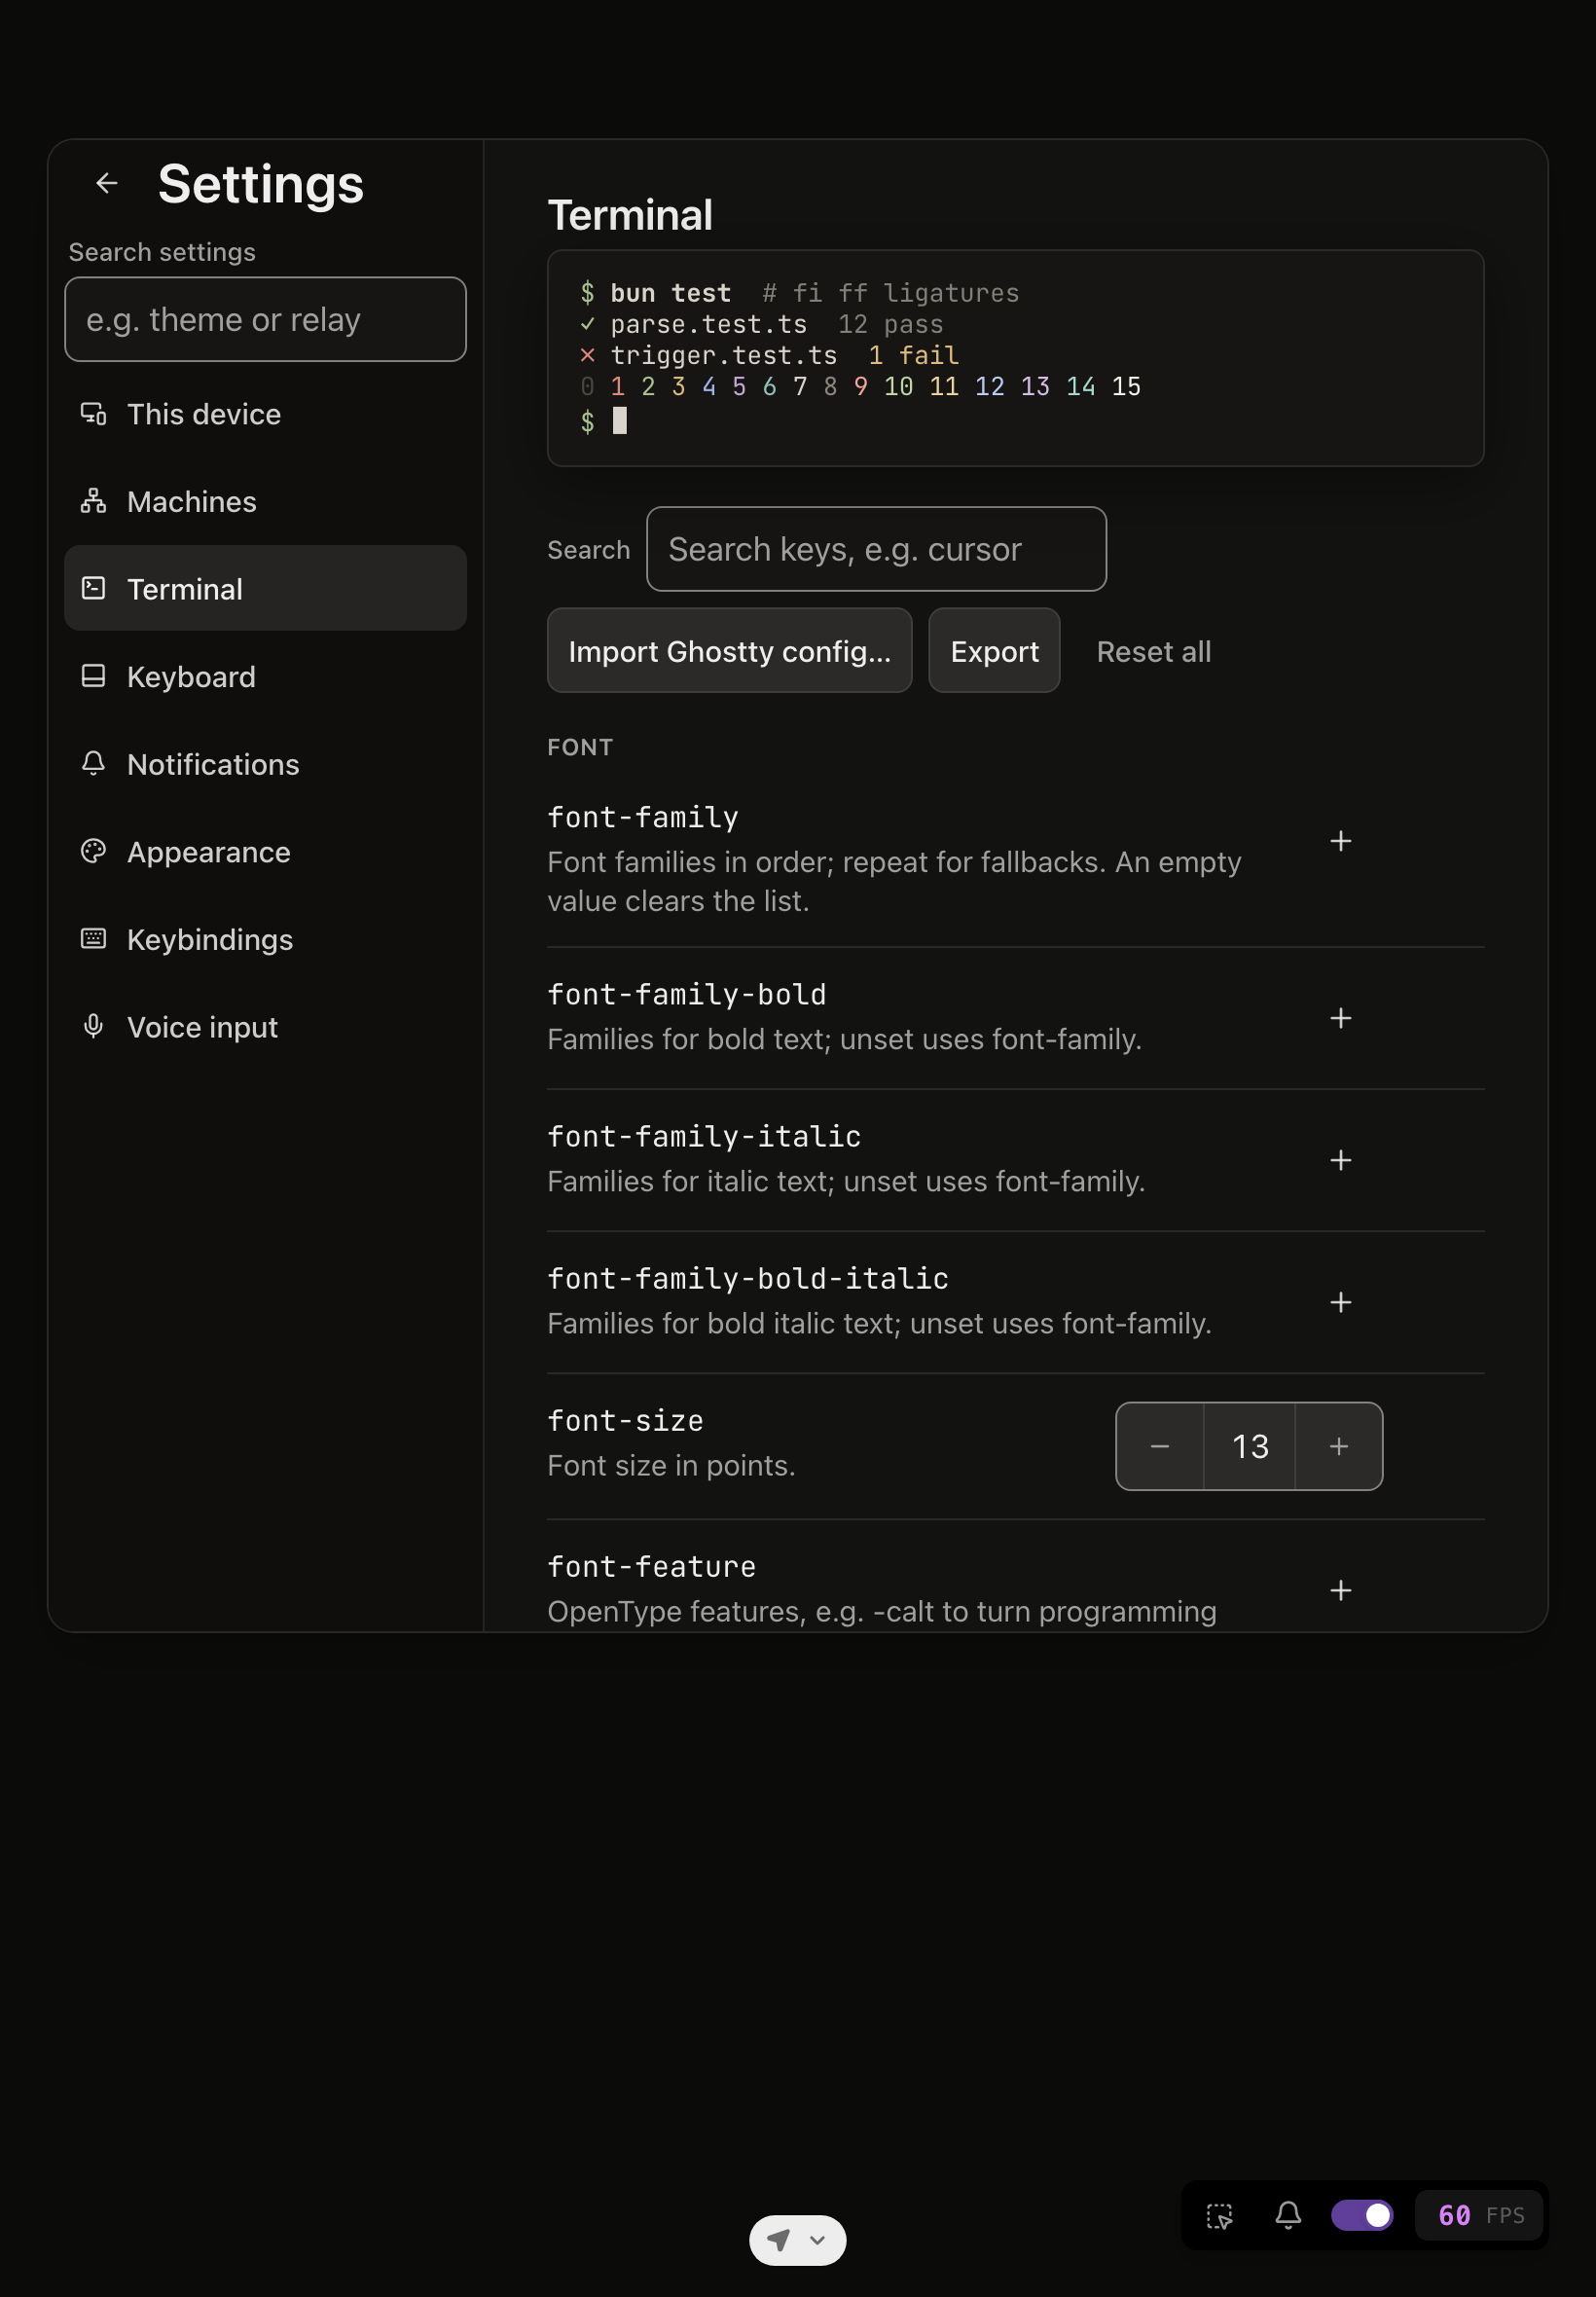 Settings
Search settings
e.g. theme or relay
This device
Machines
Terminal
Keyboard
Notifications
Appearance
Keybindings
Voice input
Terminal
$ bun test # fi ff ligatures
✓ parse.test.ts 12 pass
✕ trigger.test.ts 1 fail
0 1 2 3 4 5 6 7 8 9 10 11 12 13 14 15
$
Search
Search keys, e.g. cursor
Import Ghostty config...
Export
Reset all
FONT
font-family
Font families in order; repeat for fallbacks. An empty
value clears the list.
font-family-bold
Families for bold text; unset uses font-family.
font-family-italic
Families for italic text; unset uses font-family.
font-family-bold-italic
Families for bold italic text; unset uses font-family.
font-size
Font size in points.
− 13 +
font-feature
OpenType features, e.g. -calt to turn programming
60 FPS